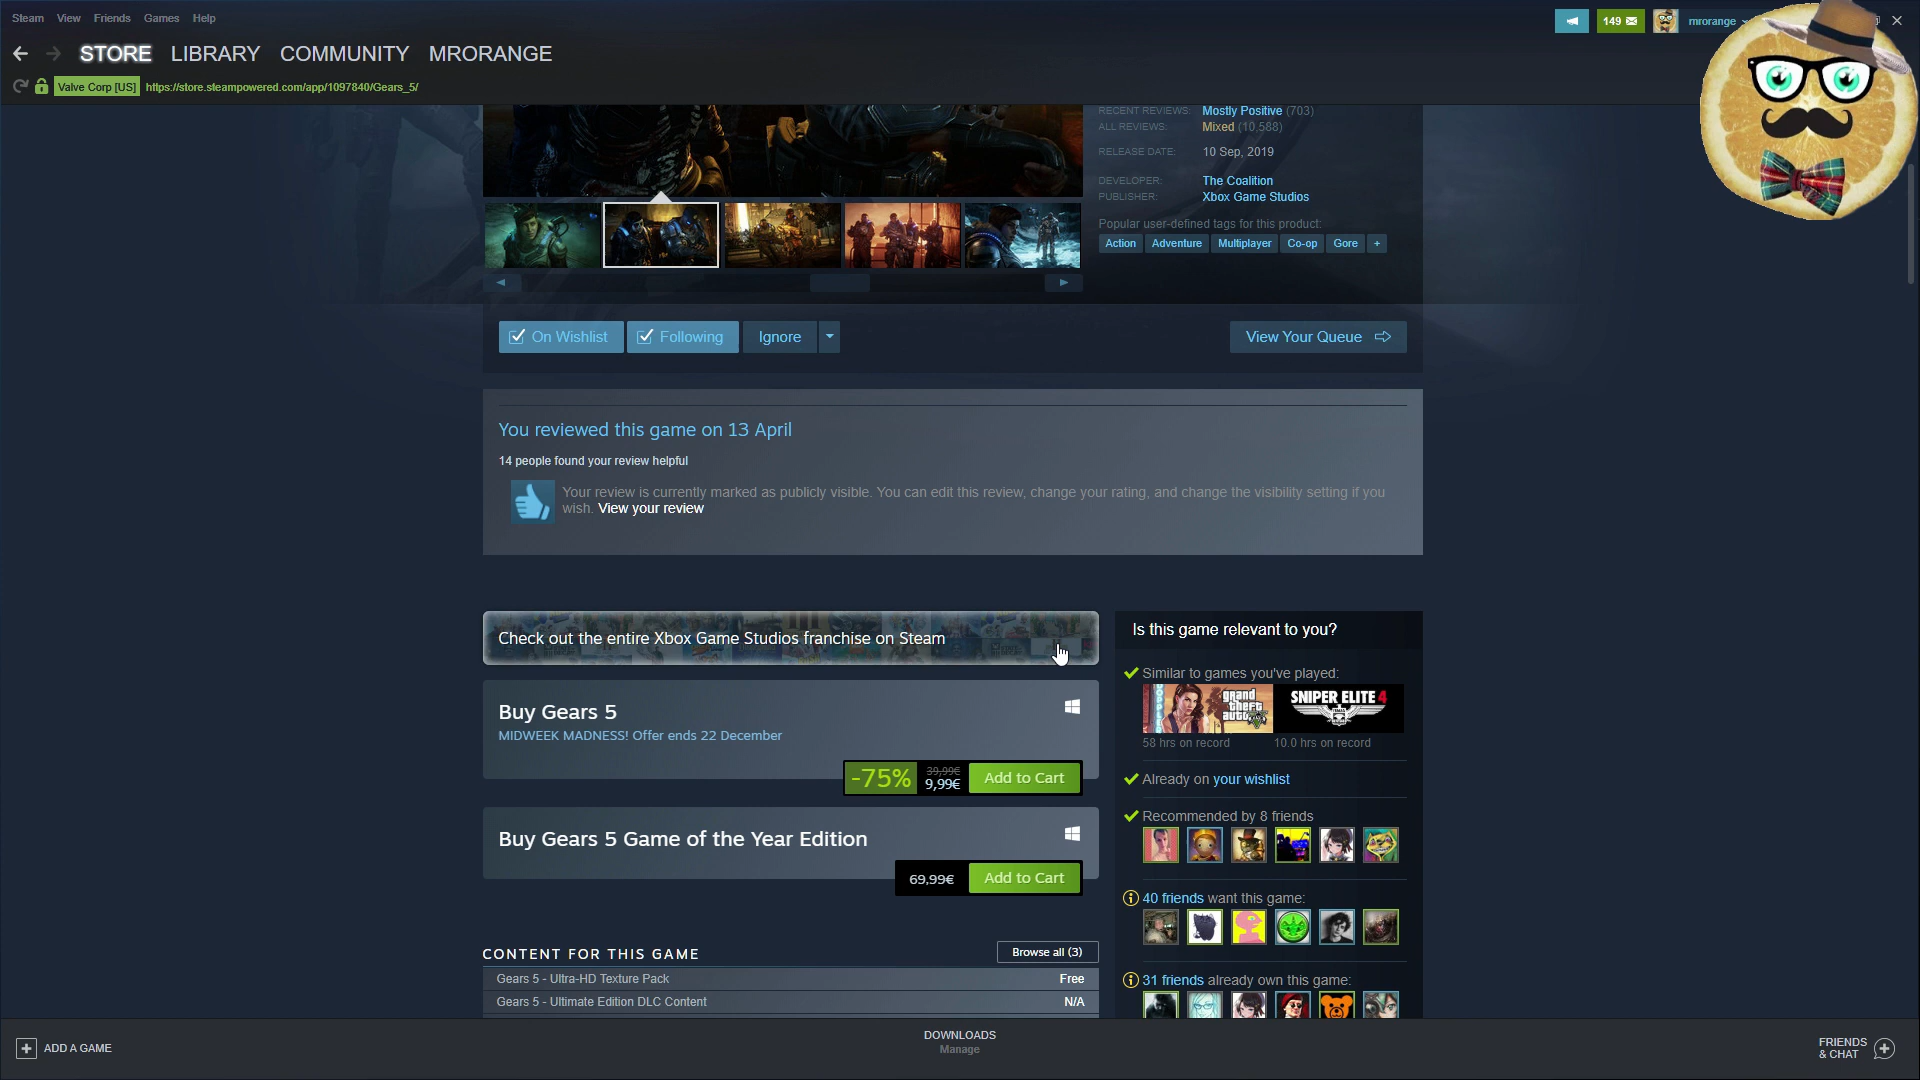 Steam View Friends Games Help
149
mrorange
STORE LIBRARY COMMUNITY MRORANGE
Valve Corp [US] https://store.steampowered.com/app/1097840/Gears_5/
RECENT REVIEWS: Mostly Positive (703)
ALL REVIEWS: Mixed (10,588)
RELEASE DATE: 10 Sep, 2019
DEVELOPER: The Coalition
PUBLISHER: Xbox Game Studios
Popular user-defined tags for this product:
Action Adventure Multiplayer Co-op Gore +
On Wishlist Following Ignore View Your Queue
You reviewed this game on 13 April
14 people found your review helpful
Your review is currently marked as publicly visible. You can edit this review, change your rating, and change the visibility setting if you
wish. View your review
Check out the entire Xbox Game Studios franchise on Steam
Buy Gears 5
MIDWEEK MADNESS! Offer ends 22 December
-75% 39,99€ 9,99€ Add to Cart
Buy Gears 5 Game of the Year Edition
69,99€ Add to Cart
CONTENT FOR THIS GAME Browse all (3)
Gears 5 - Ultra-HD Texture Pack Free
Gears 5 - Ultimate Edition DLC Content N/A
Is this game relevant to you?
Similar to games you've played:
grand theft auto V
SNIPER ELITE 4
58 hrs on record 10.0 hrs on record
Already on your wishlist
Recommended by 8 friends
40 friends want this game:
31 friends already own this game:
ADD A GAME
DOWNLOADS
Manage
FRIENDS
& CHAT